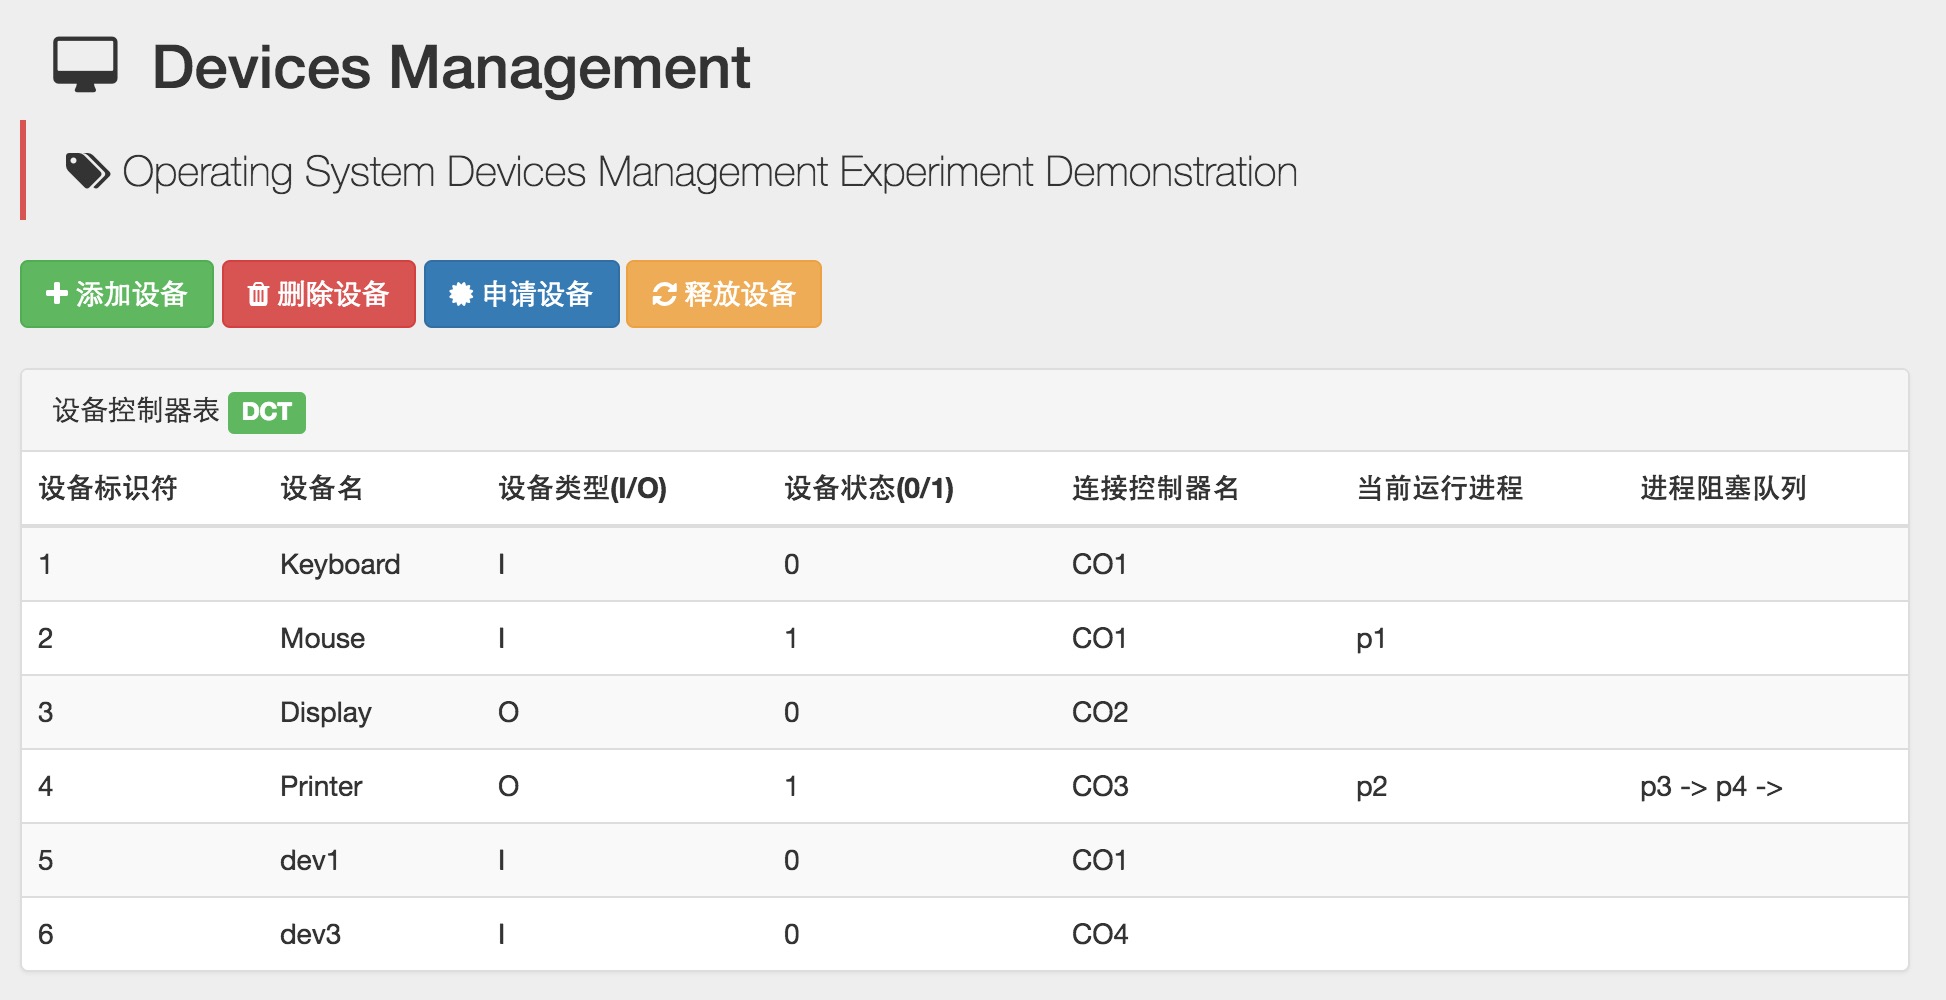 Devices Management
Operating System Devices Management Experiment Demonstration
添加设备 删除设备 申请设备 释放设备
设备控制器表 DCT
设备标识符 设备名 设备类型(I/O) 设备状态(0/1) 连接控制器名 当前运行进程 进程阻塞队列
1 Keyboard I 0 CO1
2 Mouse I 1 CO1 p1
3 Display O 0 CO2
4 Printer O 1 CO3 p2 p3 -> p4 ->
5 dev1 I 0 CO1
6 dev3 I 0 CO4